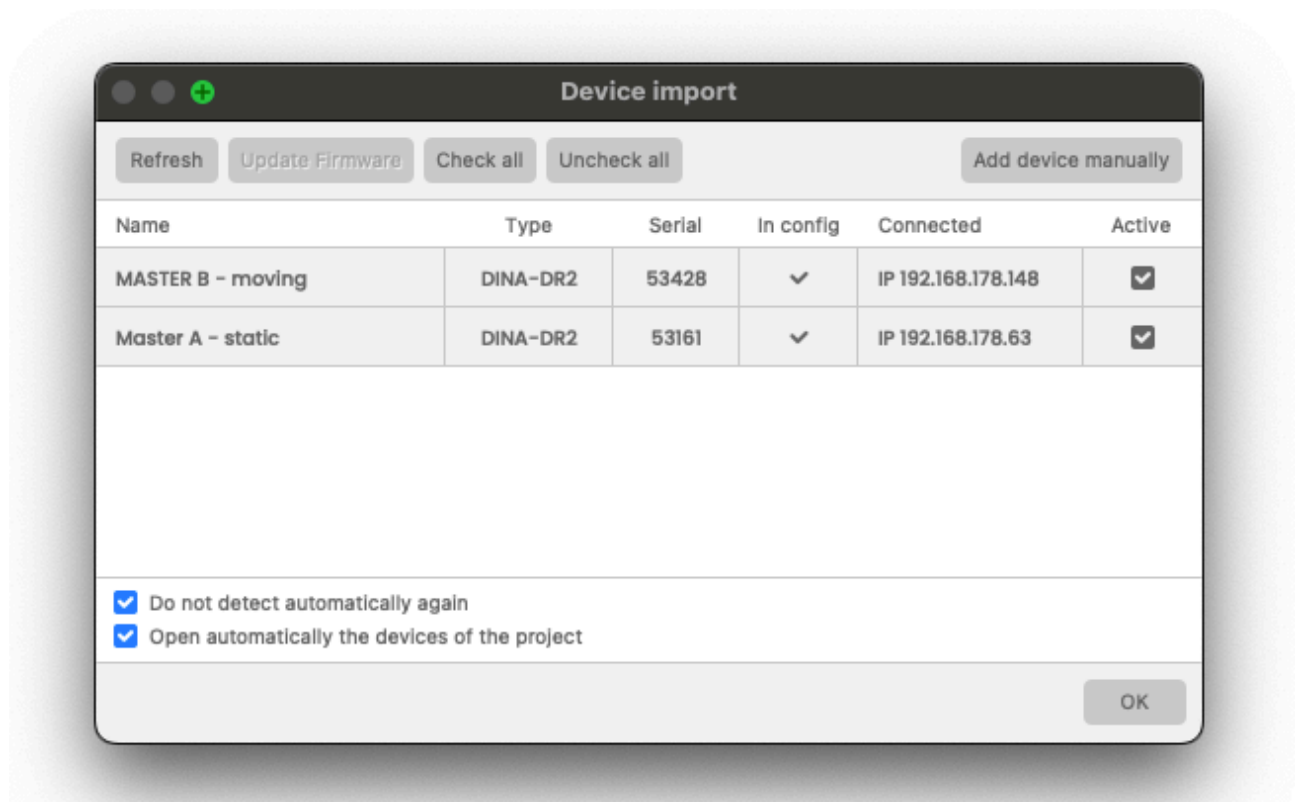 Device import
Refresh Update Firmware Check all Uncheck all Add device manually
Name Type Serial In config Connected Active
MASTER B - moving DINA-DR2 53428 IP 192.168.178.148
Master A - static DINA-DR2 53161 IP 192.168.178.63
Do not detect automatically again
Open automatically the devices of the project
OK